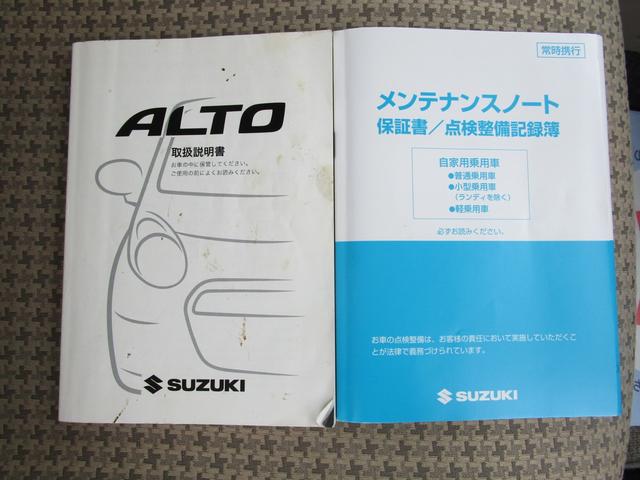 ALTO
取扱説明書
お車の中に保管してください。
ご使用の前によくお読みください。
SUZUKI
常時携行
メンテナンスノート
保証書/点検整備記録簿
自家用乗用車
●普通乗用車
●小型乗用車
(ランディを除く)
●軽乗用車
必ずお読みください。
お車の点検整備は、お客様の責任において実施していただくこ
とが法律で義務づけられています。
SUZUKI